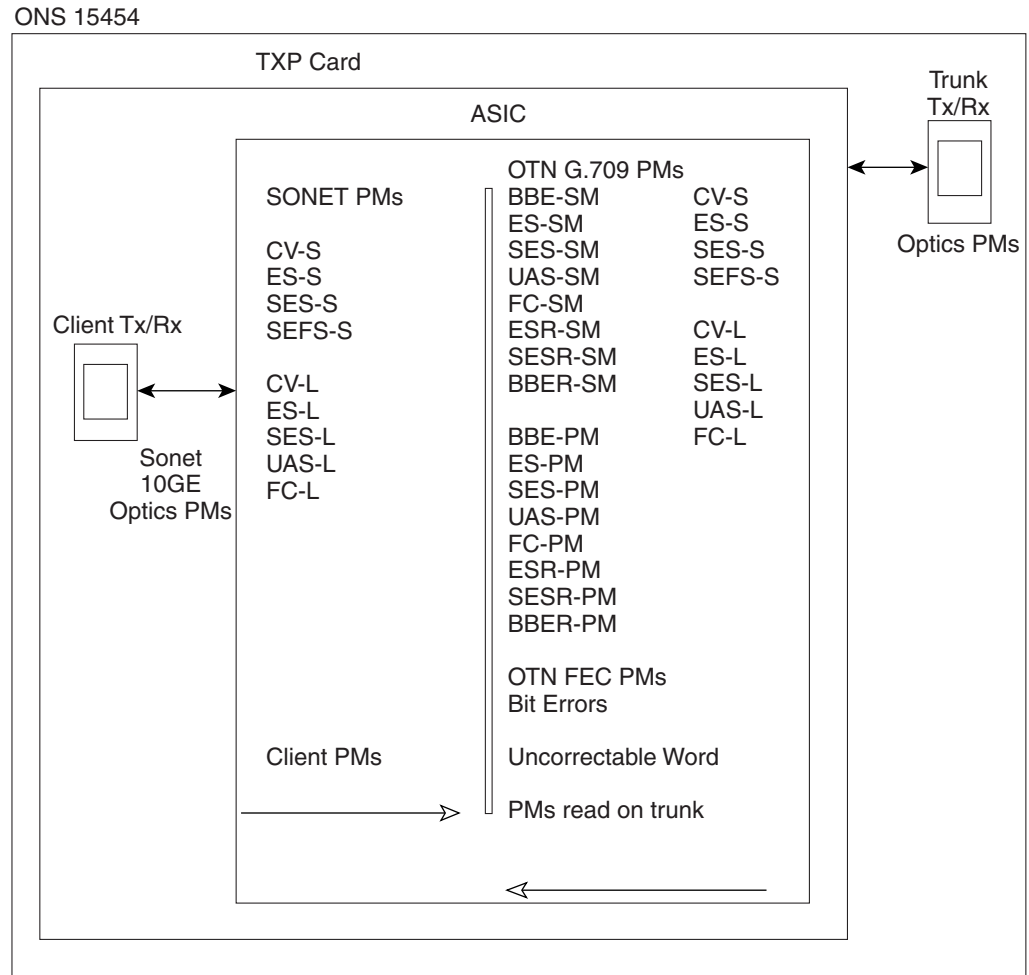 ONS 15454
TXP Card
ASIC
Trunk
Tx/Rx
Optics PMs
Client Tx/Rx
Sonet
10GE
Optics PMs
SONET PMs
CV-S
ES-S
SES-S
SEFS-S
CV-L
ES-L
SES-L
UAS-L
FC-L
Client PMs
OTN G.709 PMs
BBE-SM
ES-SM
SES-SM
UAS-SM
FC-SM
ESR-SM
SESR-SM
BBER-SM
BBE-PM
ES-PM
SES-PM
UAS-PM
FC-PM
ESR-PM
SESR-PM
BBER-PM
OTN FEC PMs
Bit Errors
Uncorrectable Word
PMs read on trunk
CV-S
ES-S
SES-S
SEFS-S
CV-L
ES-L
SES-L
UAS-L
FC-L